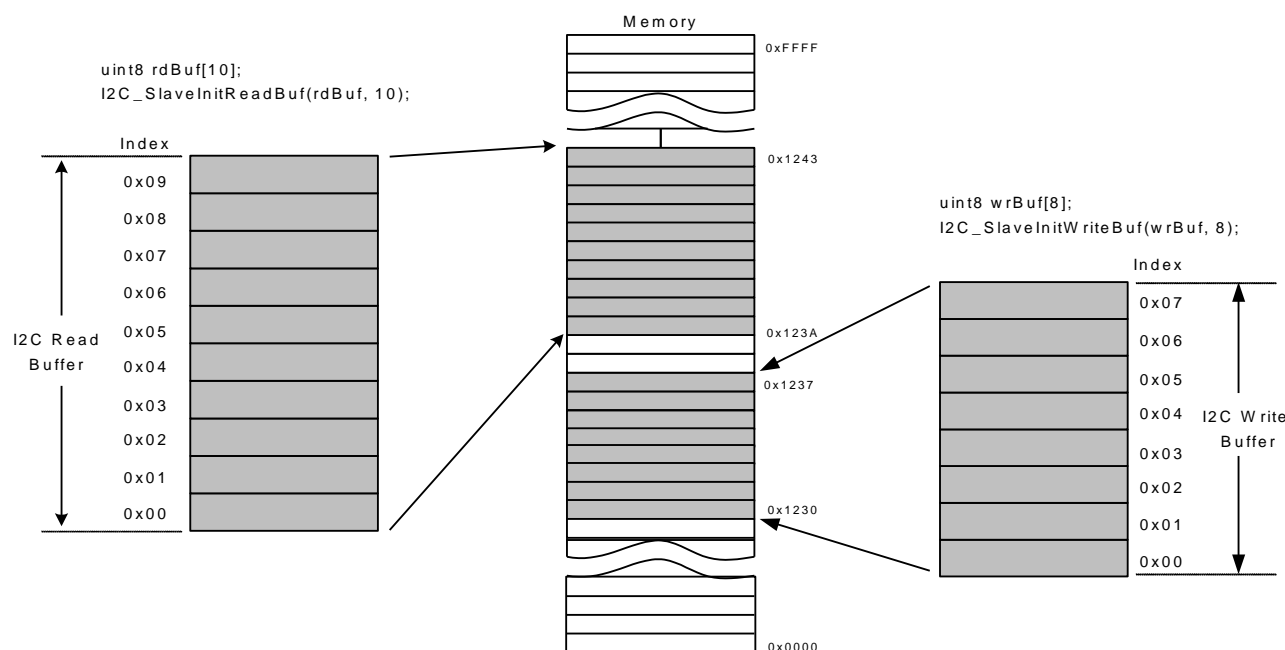 Memory
0xFFFF
uint8 rdBuf[10];
I2C_SlaveInitReadBuf(rdBuf, 10);
Index
0x09
0x08
0x07
0x06
0x05
0x04
0x03
0x02
0x01
0x00
I2C Read
Buffer
0x1243
0x123A
0x1237
0x1230
0x0000
uint8 wrBuf[8];
I2C_SlaveInitWriteBuf(wrBuf, 8);
Index
0x07
0x06
0x05
0x04
0x03
0x02
0x01
0x00
I2C Write
Buffer